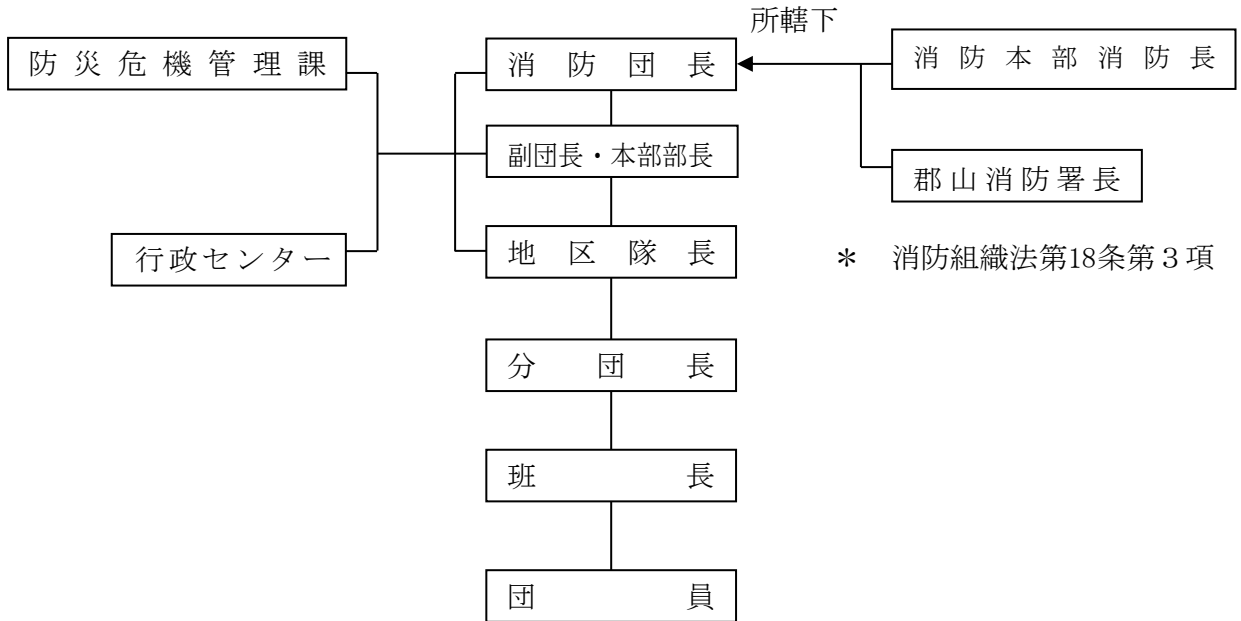 所轄下
防災危機管理課
消防団長
消防本部消防長
副団長・本部部長
郡山消防署長
行政センター
地区隊長
＊　消防組織法第18条第３項
分団長
班長
団員